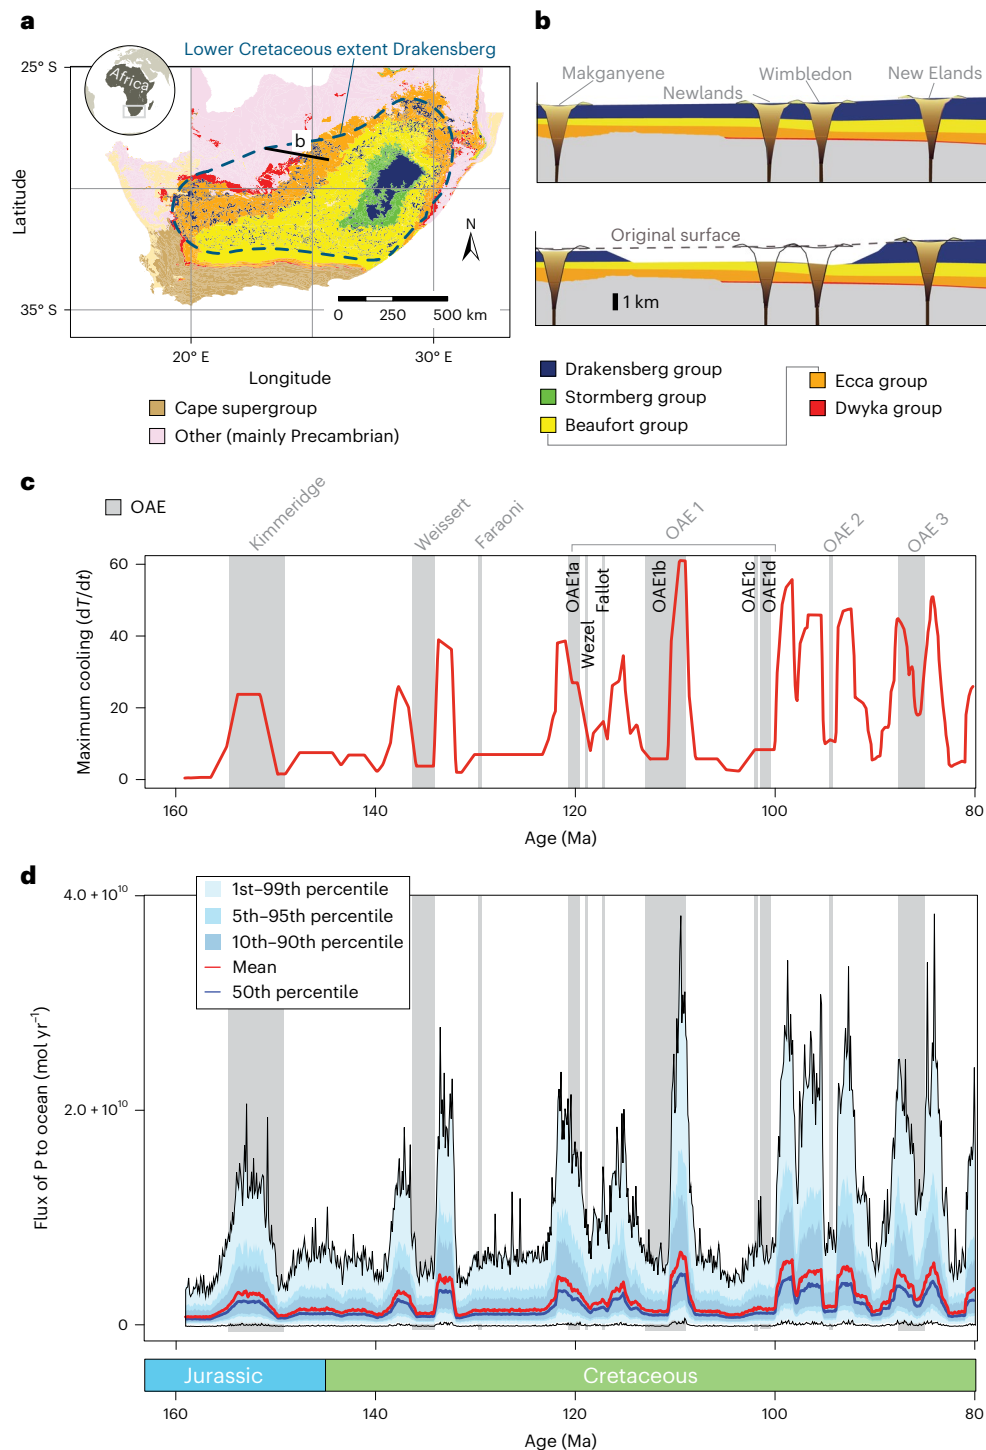 a
Lower Cretaceous extent Drakensberg
25° S
Africa
b
Latitude
N
35° S
0 250 500 km
20° E 30° E
Longitude
Cape supergroup
Other (mainly Precambrian)
b
Makganyene
Newlands
Wimbledon
New Elands
Original surface
1 km
Drakensberg group
Stormberg group
Beaufort group
Ecca group
Dwyka group
c
OAE
Kimmeridge
Weissert
Faraoni
OAE 1
OAE 2
OAE 3
OAE1a
Wezel
Fallot
OAE1b
OAE1c
OAE1d
Maximum cooling (dT/dt)
60
40
20
0
160 140 120 100 80
Age (Ma)
d
4.0 + 10¹⁰
2.0 + 10¹⁰
0
Flux of P to ocean (mol yr⁻¹)
1st–99th percentile
5th–95th percentile
10th–90th percentile
Mean
50th percentile
Jurassic Cretaceous
160 140 120 100 80
Age (Ma)